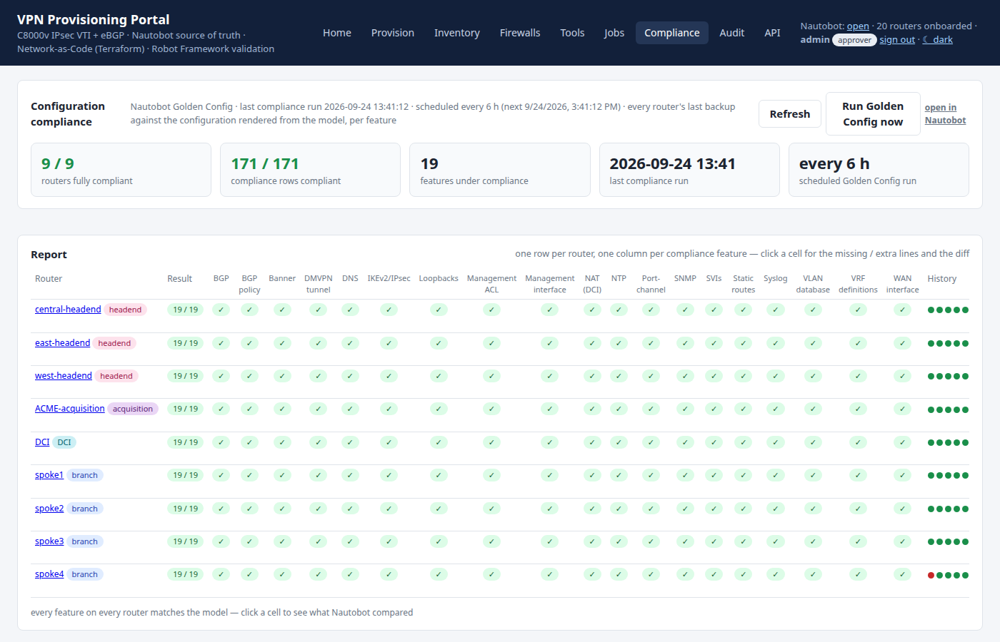 VPN Provisioning Portal
C8000v IPsec VTI + eBGP · Nautobot source of truth ·
Network-as-Code (Terraform) · Robot Framework validation
Home Provision Inventory Firewalls Tools Jobs Compliance Audit API
Nautobot: open · 20 routers onboarded ·
admin approver sign out · ☾ dark
Configuration compliance
Nautobot Golden Config · last compliance run 2026-09-24 13:41:12 · scheduled every 6 h (next 9/24/2026, 3:41:12 PM) · every router's last backup
against the configuration rendered from the model, per feature
Refresh
Run Golden Config now
open in Nautobot
9 / 9
routers fully compliant
171 / 171
compliance rows compliant
19
features under compliance
2026-09-24 13:41
last compliance run
every 6 h
scheduled Golden Config run
Report
one row per router, one column per compliance feature — click a cell for the missing / extra lines and the diff
Router Result BGP BGP policy Banner DMVPN tunnel DNS IKEv2/IPsec Loopbacks Management ACL Management interface NAT (DCI) NTP Port-channel SNMP SVIs Static routes Syslog VLAN database VRF definitions WAN interface History
central-headend headend 19 / 19 ✓ ✓ ✓ ✓ ✓ ✓ ✓ ✓ ✓ ✓ ✓ ✓ ✓ ✓ ✓ ✓ ✓ ✓ ✓
east-headend headend 19 / 19 ✓ ✓ ✓ ✓ ✓ ✓ ✓ ✓ ✓ ✓ ✓ ✓ ✓ ✓ ✓ ✓ ✓ ✓ ✓
west-headend headend 19 / 19 ✓ ✓ ✓ ✓ ✓ ✓ ✓ ✓ ✓ ✓ ✓ ✓ ✓ ✓ ✓ ✓ ✓ ✓ ✓
ACME-acquisition acquisition 19 / 19 ✓ ✓ ✓ ✓ ✓ ✓ ✓ ✓ ✓ ✓ ✓ ✓ ✓ ✓ ✓ ✓ ✓ ✓ ✓
DCI DCI 19 / 19 ✓ ✓ ✓ ✓ ✓ ✓ ✓ ✓ ✓ ✓ ✓ ✓ ✓ ✓ ✓ ✓ ✓ ✓ ✓
spoke1 branch 19 / 19 ✓ ✓ ✓ ✓ ✓ ✓ ✓ ✓ ✓ ✓ ✓ ✓ ✓ ✓ ✓ ✓ ✓ ✓ ✓
spoke2 branch 19 / 19 ✓ ✓ ✓ ✓ ✓ ✓ ✓ ✓ ✓ ✓ ✓ ✓ ✓ ✓ ✓ ✓ ✓ ✓ ✓
spoke3 branch 19 / 19 ✓ ✓ ✓ ✓ ✓ ✓ ✓ ✓ ✓ ✓ ✓ ✓ ✓ ✓ ✓ ✓ ✓ ✓ ✓
spoke4 branch 19 / 19 ✓ ✓ ✓ ✓ ✓ ✓ ✓ ✓ ✓ ✓ ✓ ✓ ✓ ✓ ✓ ✓ ✓ ✓ ✓
every feature on every router matches the model — click a cell to see what Nautobot compared